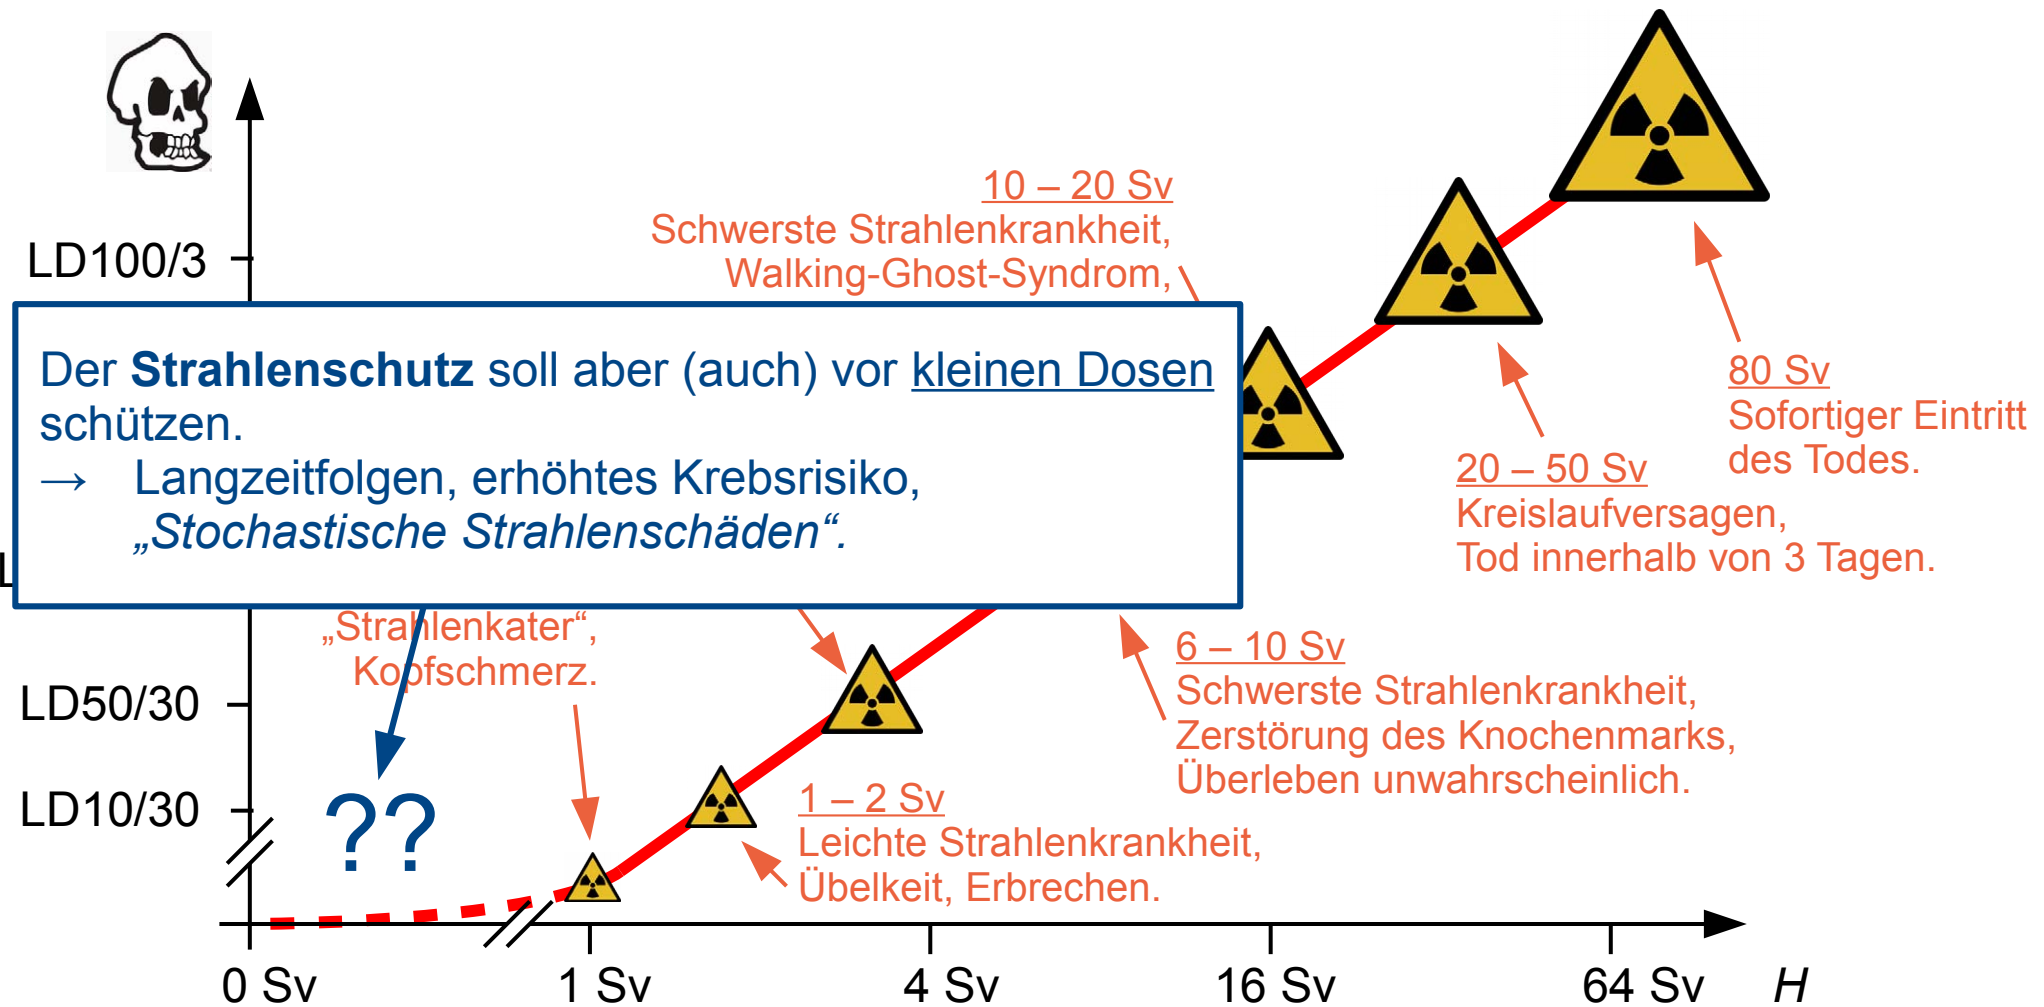 10 – 20 Sv
Schwerste Strahlenkrankheit,
Walking-Ghost-Syndrom,
LD100/3
Der Strahlenschutz soll aber (auch) vor kleinen Dosen
schützen.
→ Langzeitfolgen, erhöhtes Krebsrisiko,
„Stochastische Strahlenschäden“.
80 Sv
Sofortiger Eintritt
des Todes.
20 – 50 Sv
Kreislaufversagen,
Tod innerhalb von 3 Tagen.
L
„Strahlenkater“,
Kopfschmerz.
6 – 10 Sv
Schwerste Strahlenkrankheit,
Zerstörung des Knochenmarks,
Überleben unwahrscheinlich.
LD50/30
LD10/30
??
1 – 2 Sv
Leichte Strahlenkrankheit,
Übelkeit, Erbrechen.
0 Sv 1 Sv 4 Sv 16 Sv 64 Sv H